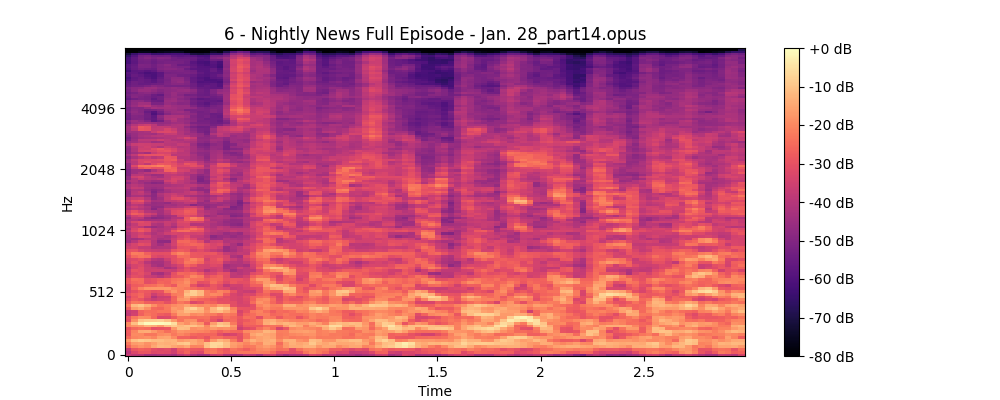 6 - Nightly News Full Episode - Jan. 28_part14.opus
Hz
4096
2048
1024
512
0
0
0.5
1
1.5
2
2.5
Time
+0 dB
-10 dB
-20 dB
-30 dB
-40 dB
-50 dB
-60 dB
-70 dB
-80 dB